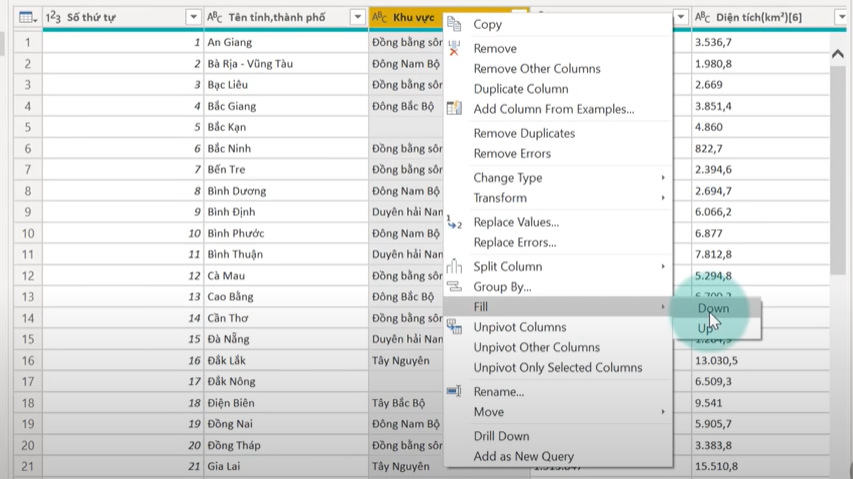 1²3 Số thứ tự ABC Tên tỉnh,thành phố ABC Khu vực ABC Diện tích(km²)[6]
1 1 An Giang Đồng bằng sôn 3.536,7
2 2 Bà Rịa - Vũng Tàu Đông Nam Bộ 1.980,8
3 3 Bạc Liêu Đồng bằng sôn 2.669
4 4 Bắc Giang Đông Bắc Bộ 3.851,4
5 5 Bắc Kạn 4.860
6 6 Bắc Ninh Đồng bằng sôn 822,7
7 7 Bến Tre Đồng bằng sôn 2.394,6
8 8 Bình Dương Đông Nam Bộ 2.694,7
9 9 Bình Định Duyên hải Nam 6.066,2
10 10 Bình Phước Đông Nam Bộ 6.877
11 11 Bình Thuận Duyên hải Nam 7.812,8
12 12 Cà Mau Đồng bằng sôn 5.294,8
13 13 Cao Bằng Đông Bắc Bộ
14 14 Cần Thơ Đồng bằng sôn
15 15 Đà Nẵng Duyên hải Nam
16 16 Đắk Lắk Tây Nguyên 13.030,5
17 17 Đắk Nông 6.509,3
18 18 Điện Biên Tây Bắc Bộ 9.541
19 19 Đồng Nai Đông Nam Bộ 5.905,7
20 20 Đồng Tháp Đồng bằng sôn 3.383,8
21 21 Gia Lai Tây Nguyên 15.510,8
Copy
Remove
Remove Other Columns
Duplicate Column
Add Column From Examples...
Remove Duplicates
Remove Errors
Change Type
Transform
Replace Values...
Replace Errors...
Split Column
Group By...
Fill
Unpivot Columns
Unpivot Other Columns
Unpivot Only Selected Columns
Rename...
Move
Drill Down
Add as New Query
Down
Up